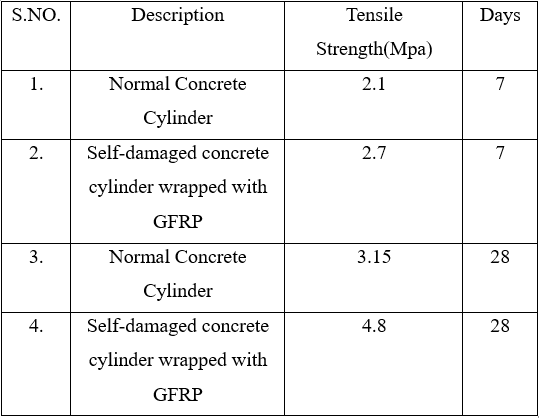 S.NO. Description Tensile Days
Strength(Mpa)
1. Normal Concrete 2.1 7
Cylinder
2. Self-damaged concrete 2.7 7
cylinder wrapped with
GFRP
3. Normal Concrete 3.15 28
Cylinder
4. Self-damaged concrete 4.8 28
cylinder wrapped with
GFRP